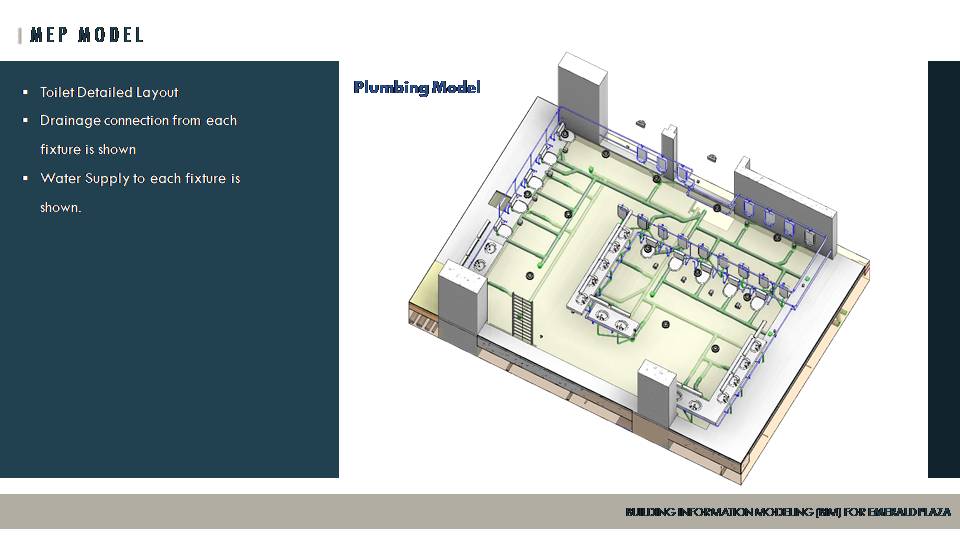 MEP MODEL
▪ Toilet Detailed Layout
▪ Drainage connection from each
fixture is shown
▪ Water Supply to each fixture is
shown.
Plumbing Model
BUILDING INFORMATION MODELING (BIM) FOR EMERALD PLAZA